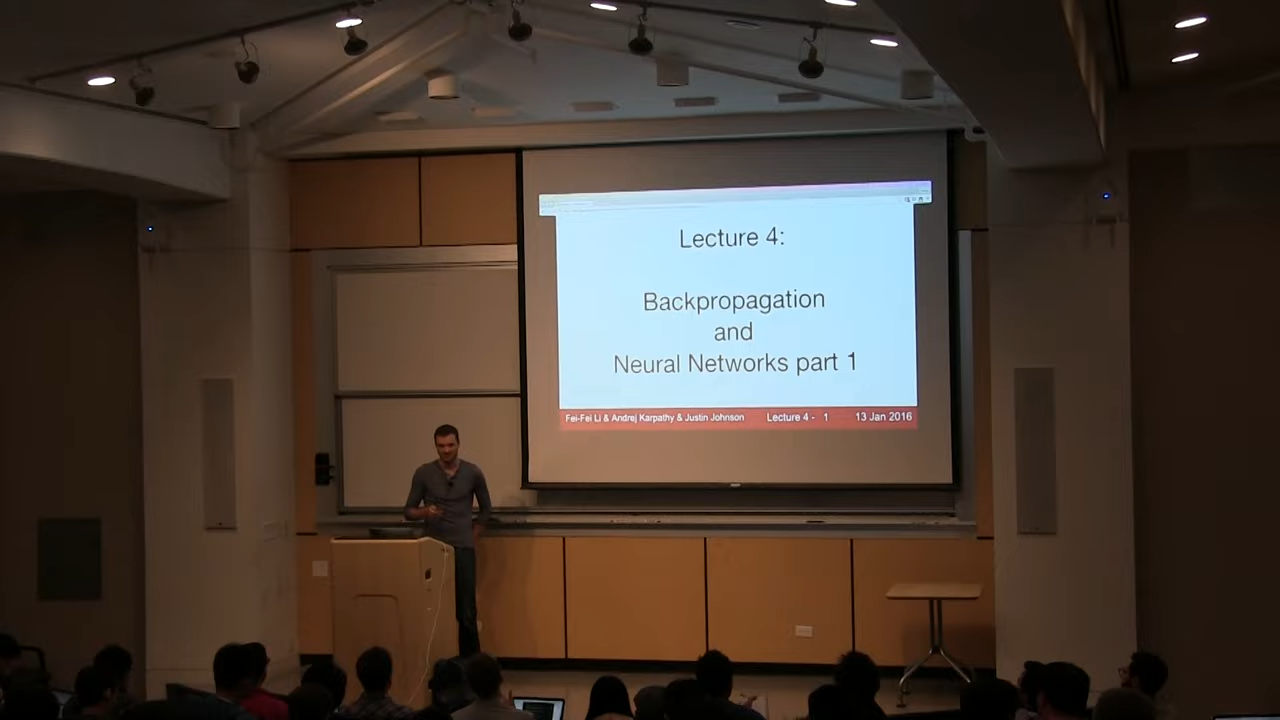 Lecture 4:
Backpropagation
and
Neural Networks part 1
Fei-Fei Li & Andrej Karpathy & Justin Johnson
Lecture 4 - 1
13 Jan 2016